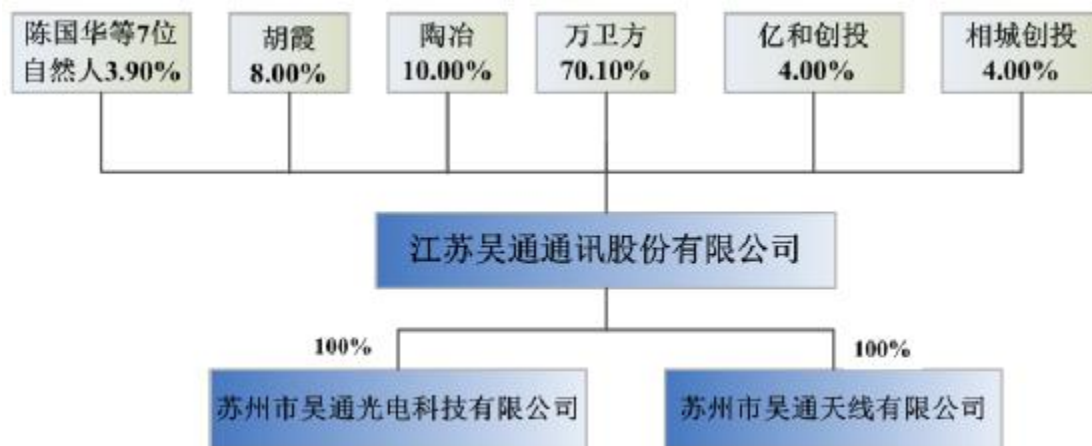 陈国华等7位
自然人3.90%
胡霞
8.00%
陶冶
10.00%
万卫方
70.10%
亿和创投
4.00%
相城创投
4.00%
江苏吴通通讯股份有限公司
100%
100%
苏州市吴通光电科技有限公司
苏州市吴通天线有限公司